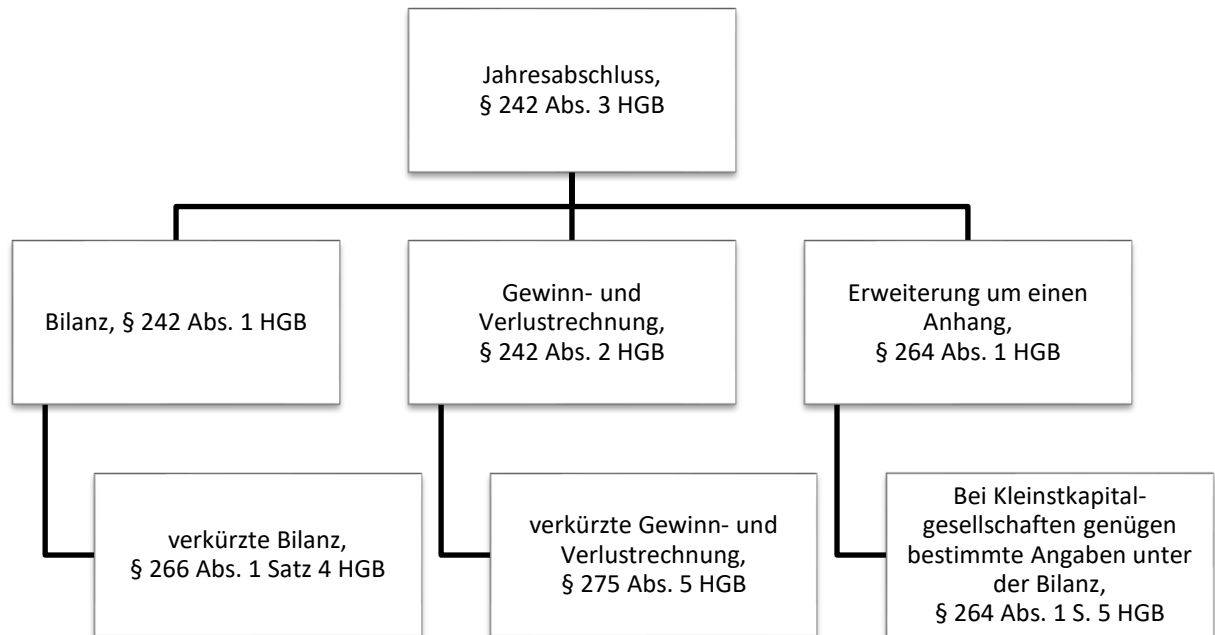 Jahresabschluss,
§ 242 Abs. 3 HGB
Bilanz, § 242 Abs. 1 HGB
Gewinn- und
Verlustrechnung,
§ 242 Abs. 2 HGB
Erweiterung um einen
Anhang,
§ 264 Abs. 1 HGB
verkürzte Bilanz,
§ 266 Abs. 1 Satz 4 HGB
verkürzte Gewinn- und
Verlustrechnung,
§ 275 Abs. 5 HGB
Bei Kleinstkapital-
gesellschaften genügen
bestimmte Angaben unter
der Bilanz,
§ 264 Abs. 1 S. 5 HGB